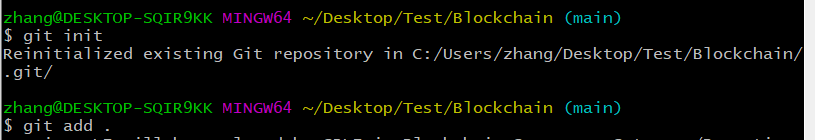 zhang@DESKTOP-SQIR9KK MINGW64 ~/Desktop/Test/Blockchain (main)
$ git init
Reinitialized existing Git repository in C:/Users/zhang/Desktop/Test/Blockchain/
.git/
zhang@DESKTOP-SQIR9KK MINGW64 ~/Desktop/Test/Blockchain (main)
$ git add .